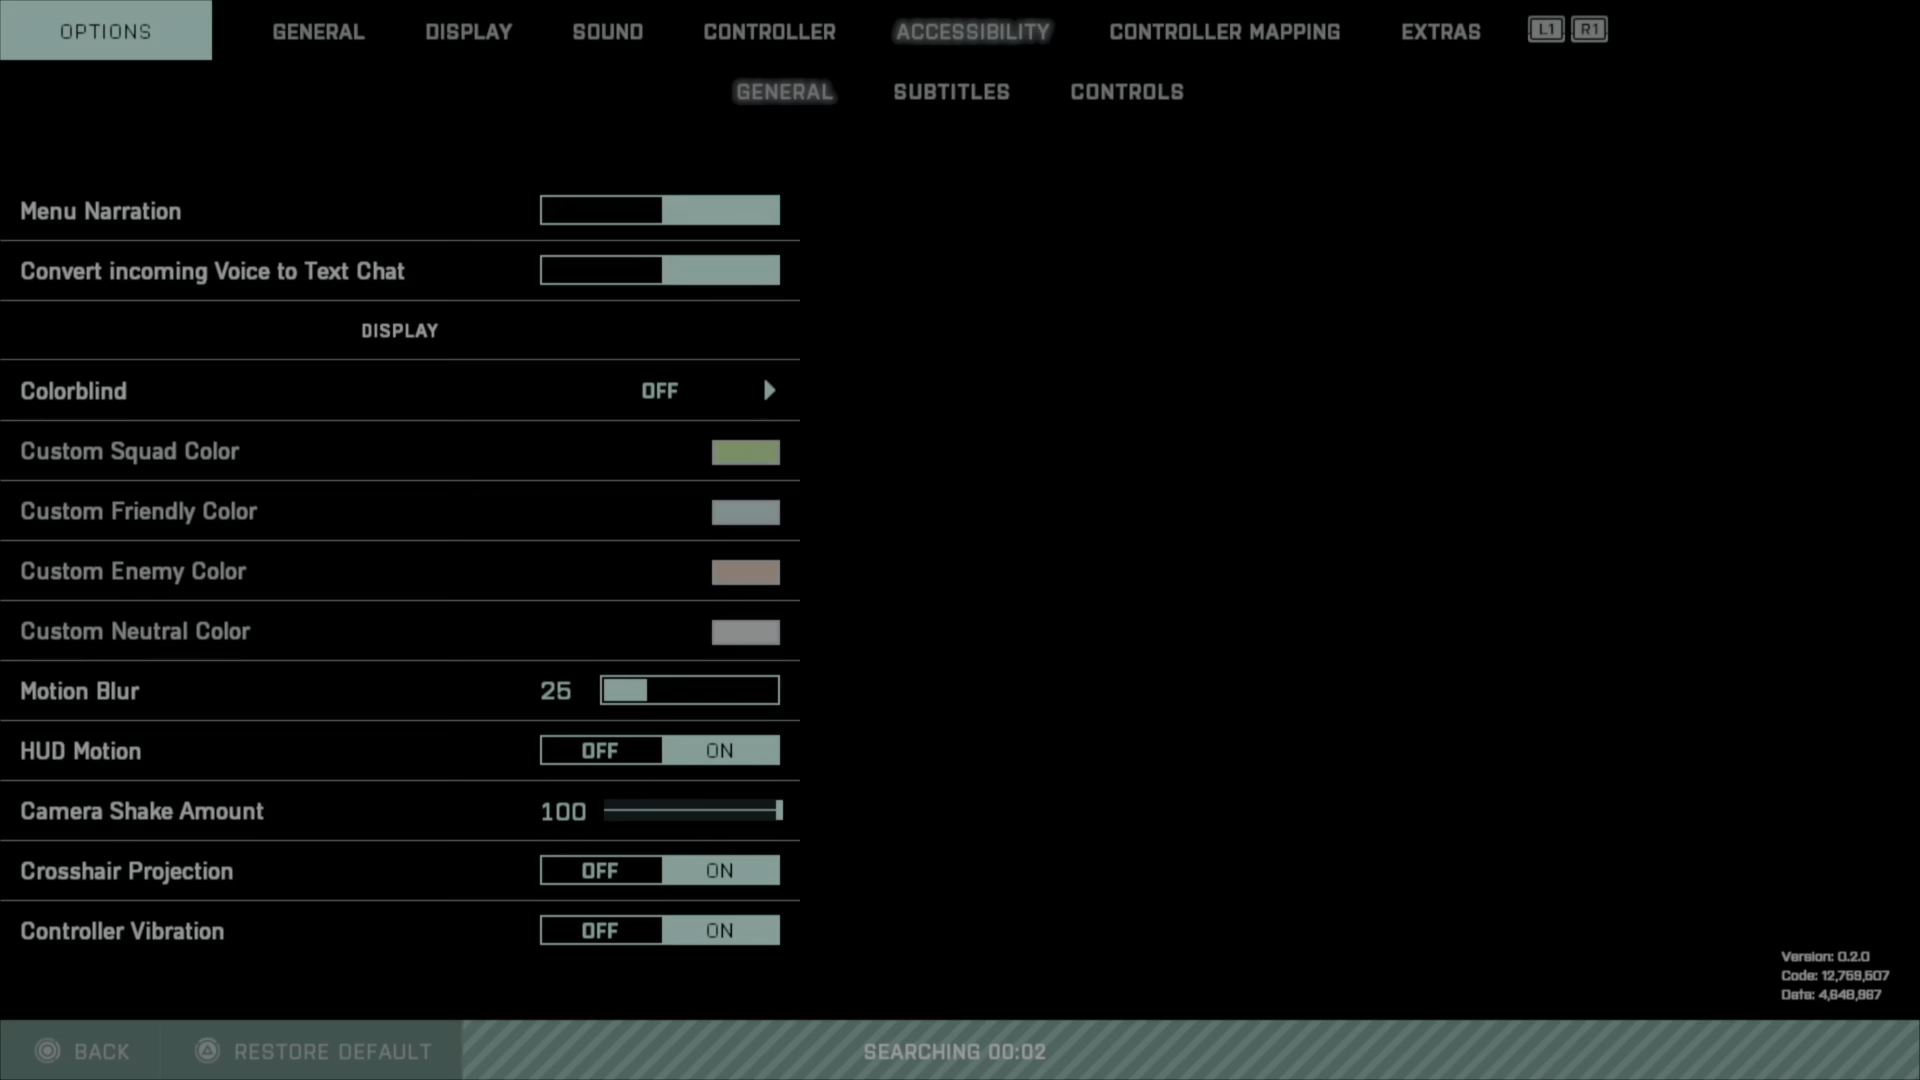 OPTIONS GENERAL DISPLAY SOUND CONTROLLER ACCESSIBILITY CONTROLLER MAPPING EXTRAS L1 R1
GENERAL SUBTITLES CONTROLS
Menu Narration
Convert incoming Voice to Text Chat
DISPLAY
Colorblind OFF
Custom Squad Color
Custom Friendly Color
Custom Enemy Color
Custom Neutral Color
Motion Blur 25
HUD Motion OFF ON
Camera Shake Amount 100
Crosshair Projection OFF ON
Controller Vibration OFF ON
Version: 0.2.0
Code: 12,759,507
Data: 4,648,987
BACK RESTORE DEFAULT SEARCHING 00:02